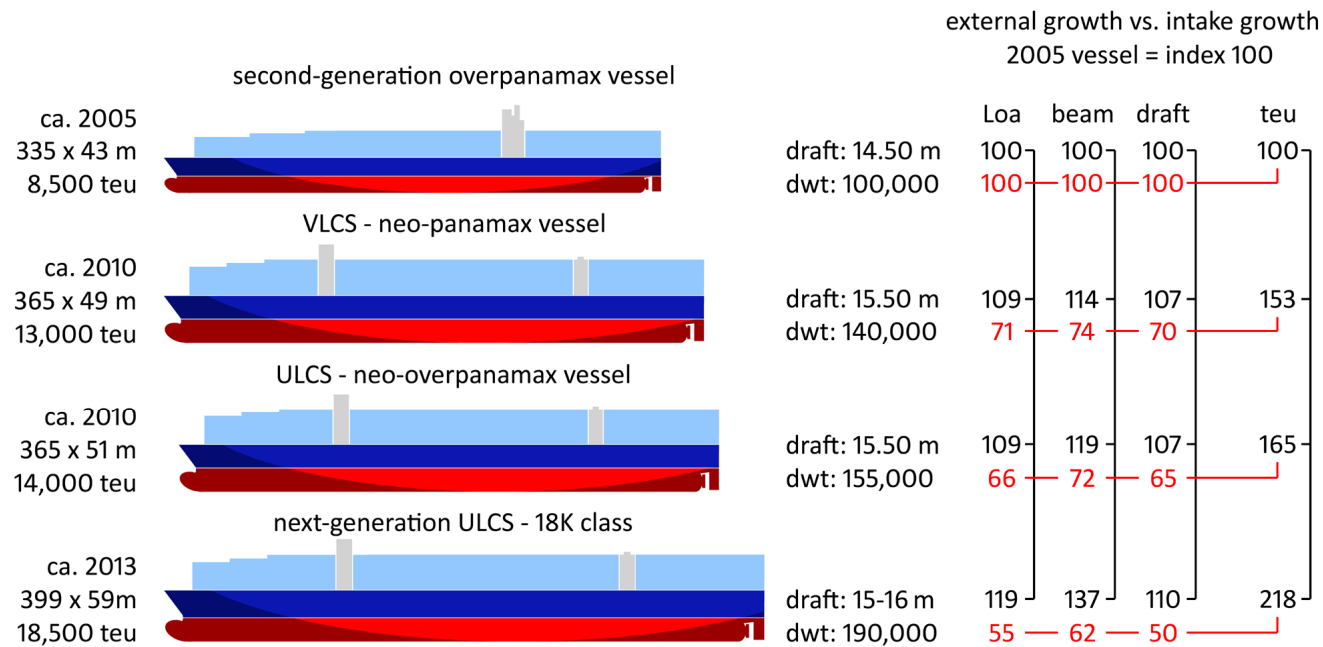 external growth vs. intake growth
2005 vessel = index 100
second-generation overpanamax vessel
Loa beam draft teu
ca. 2005
335 x 43 m
8,500 teu
draft: 14.50 m
dwt: 100,000
100 100 100 100
100 100 100
VLCS - neo-panamax vessel
ca. 2010
365 x 49 m
13,000 teu
draft: 15.50 m
dwt: 140,000
109 114 107 153
71 74 70
ULCS - neo-overpanamax vessel
ca. 2010
365 x 51 m
14,000 teu
draft: 15.50 m
dwt: 155,000
109 119 107 165
66 72 65
next-generation ULCS - 18K class
ca. 2013
399 x 59m
18,500 teu
draft: 15-16 m
dwt: 190,000
119 137 110 218
55 62 50